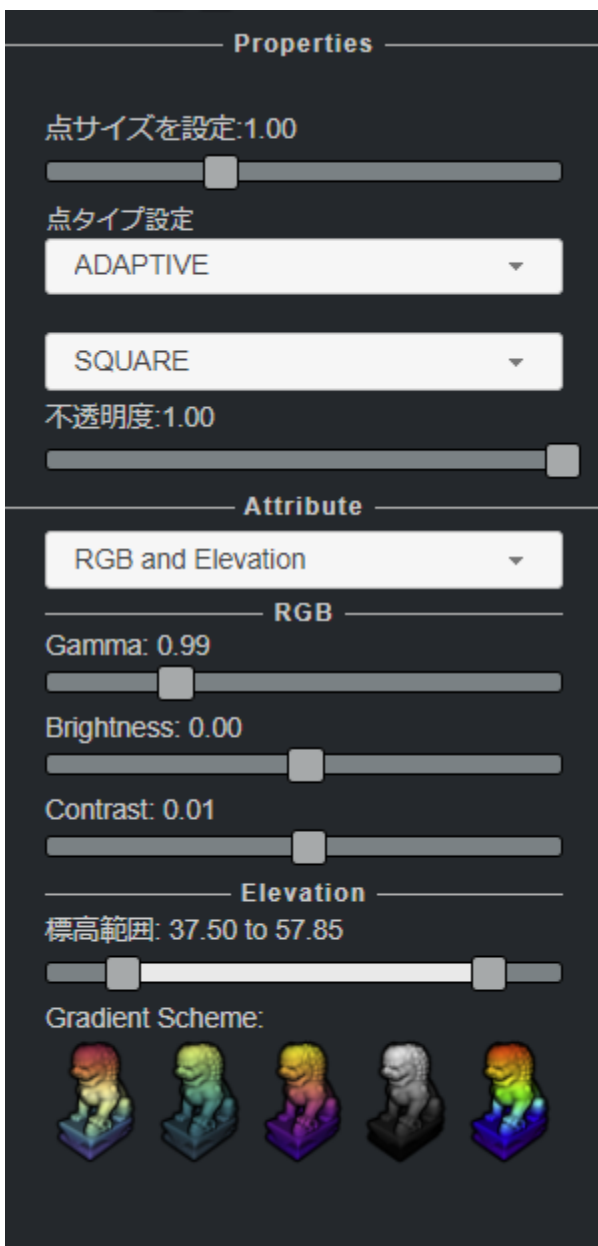 Properties
点サイズを設定:1.00
点タイプ設定
ADAPTIVE
SQUARE
不透明度:1.00
Attribute
RGB and Elevation
RGB
Gamma: 0.99
Brightness: 0.00
Contrast: 0.01
Elevation
標高範囲: 37.50 to 57.85
Gradient Scheme: